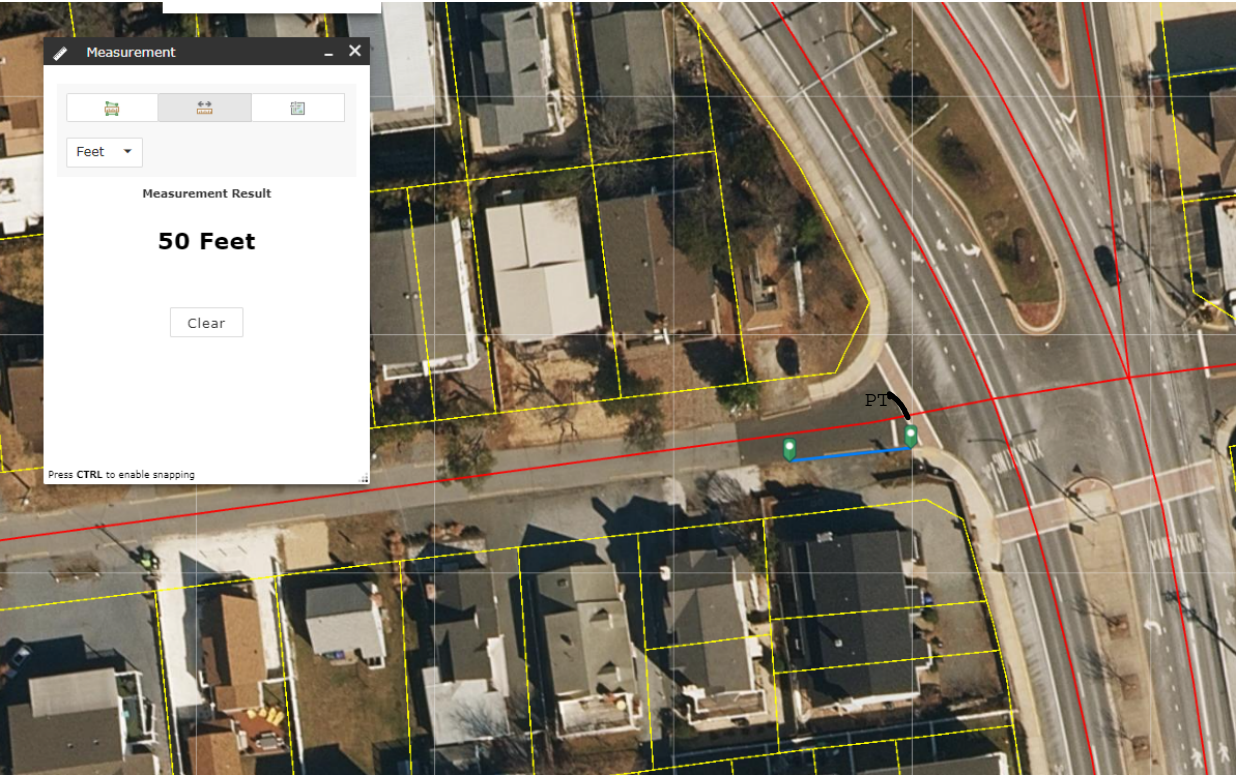 Measurement
Feet
Measurement Result
50 Feet
Clear
Press CTRL to enable snapping
PT